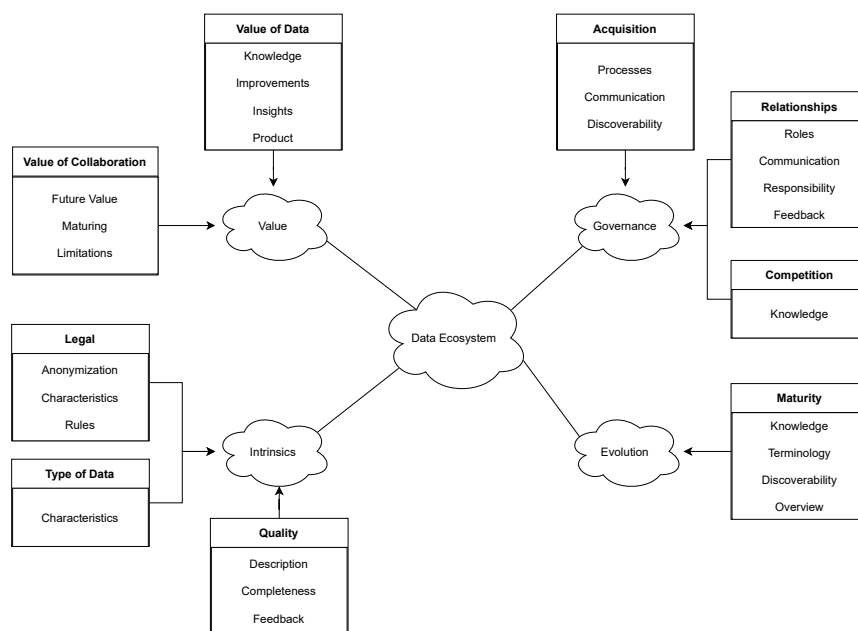 Value of Data
Knowledge
Improvements
Insights
Product
Acquisition
Processes
Communication
Discoverability
Relationships
Roles
Communication
Responsibility
Feedback
Value of Collaboration
Future Value
Maturing
Limitations
Value
Governance
Competition
Knowledge
Data Ecosystem
Legal
Anonymization
Characteristics
Rules
Type of Data
Characteristics
Intrinsics
Evolution
Maturity
Knowledge
Terminology
Discoverability
Overview
Quality
Description
Completeness
Feedback